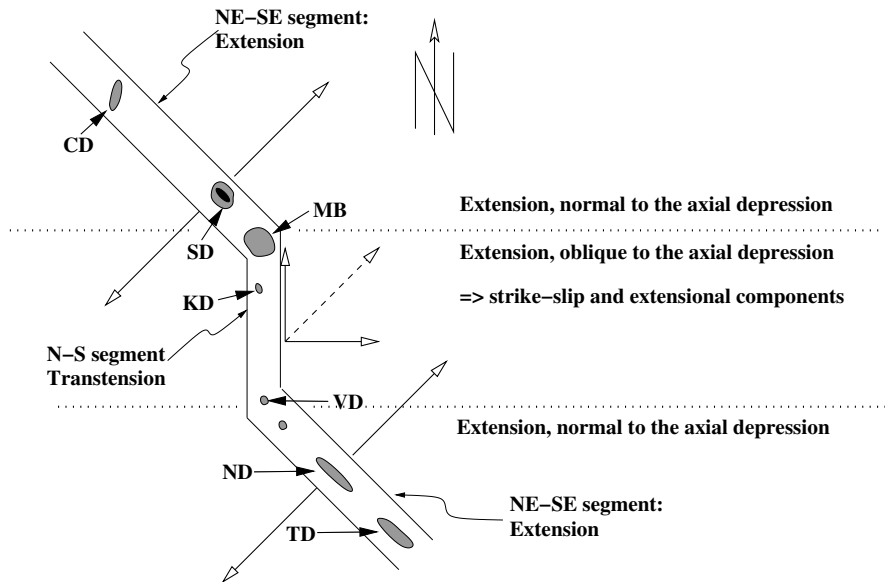 NE−SE segment:
Extension
CD
MB
Extension, normal to the axial depression
SD
Extension, oblique to the axial depression
KD
=> strike−slip and extensional components
N−S segment
Transtension
VD
Extension, normal to the axial depression
ND
NE−SE segment:
Extension
TD